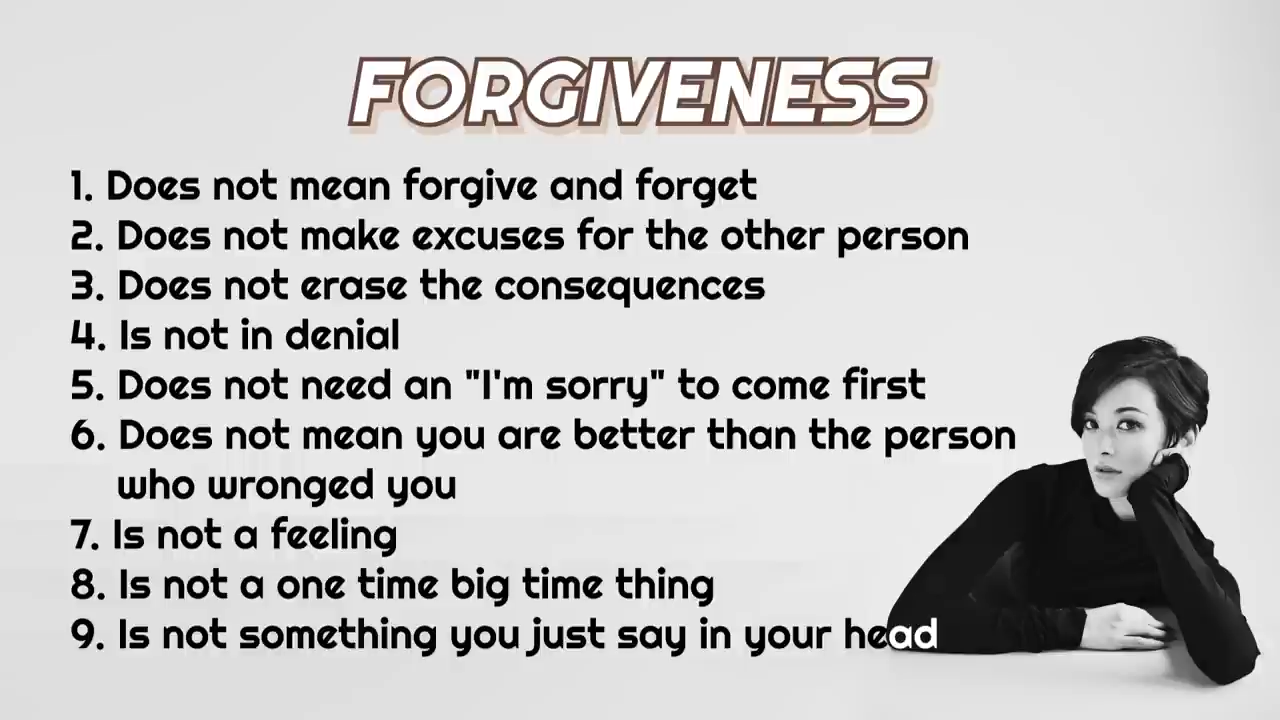 FORGIVENESS
1. Does not mean forgive and forget
2. Does not make excuses for the other person
3. Does not erase the consequences
4. Is not in denial
5. Does not need an "I'm sorry" to come first
6. Does not mean you are better than the person
who wronged you
7. Is not a feeling
8. Is not a one time big time thing
9. Is not something you just say in your head